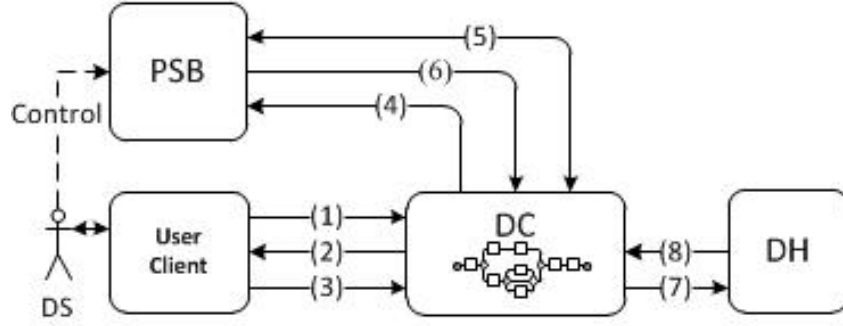 (5)
PSB
(6)
(4)
Control
(1)
DC
User
Client
(2)
(8)
DH
(3)
(7)
DS